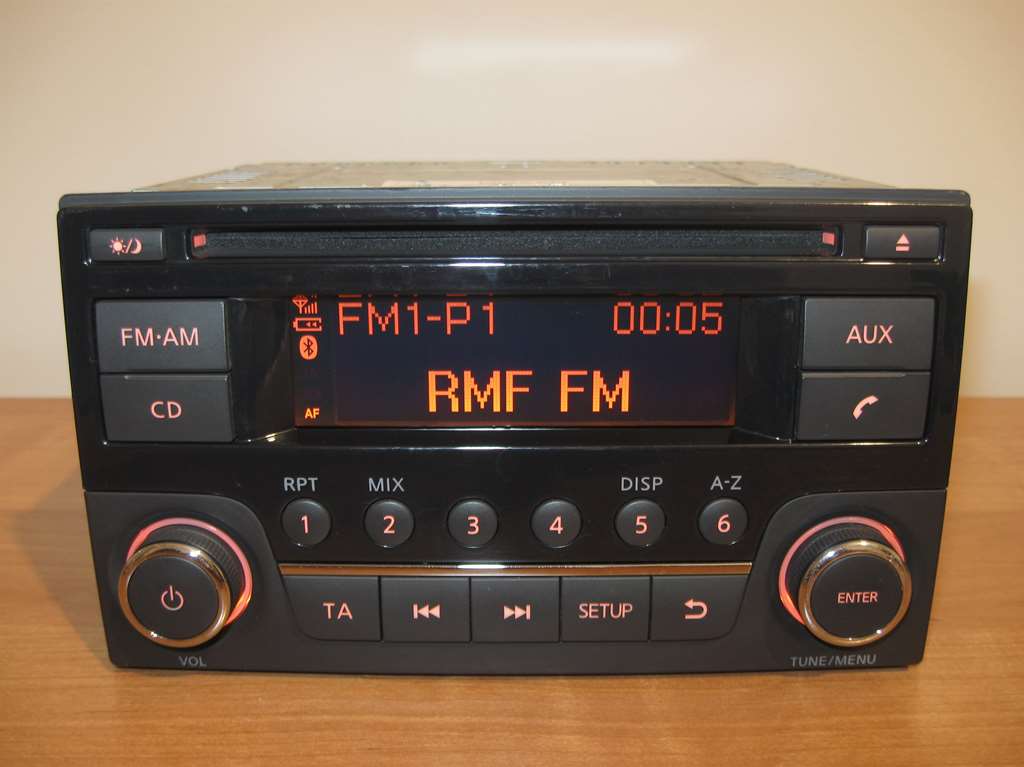 FM1-P1 00:05
FM·AM
AUX
RMF FM
CD
AF
RPT MIX DISP A-Z
1 2 3 4 5 6
TA SETUP
ENTER
VOL
TUNE/MENU